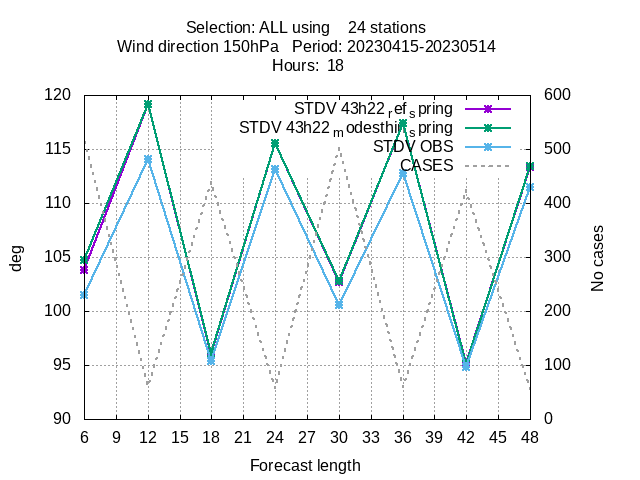 Selection: ALL using    24 stations
Wind direction 150hPa   Period: 20230415-20230514
Hours:  18
120 600
STDV 43h22_ref_spring
STDV 43h22_modesthir_spring
115 STDV OBS 500
CASES
110 400
deg 105 300 No cases
100 200
95 100
90 0
6 9 12 15 18 21 24 27 30 33 36 39 42 45 48
Forecast length